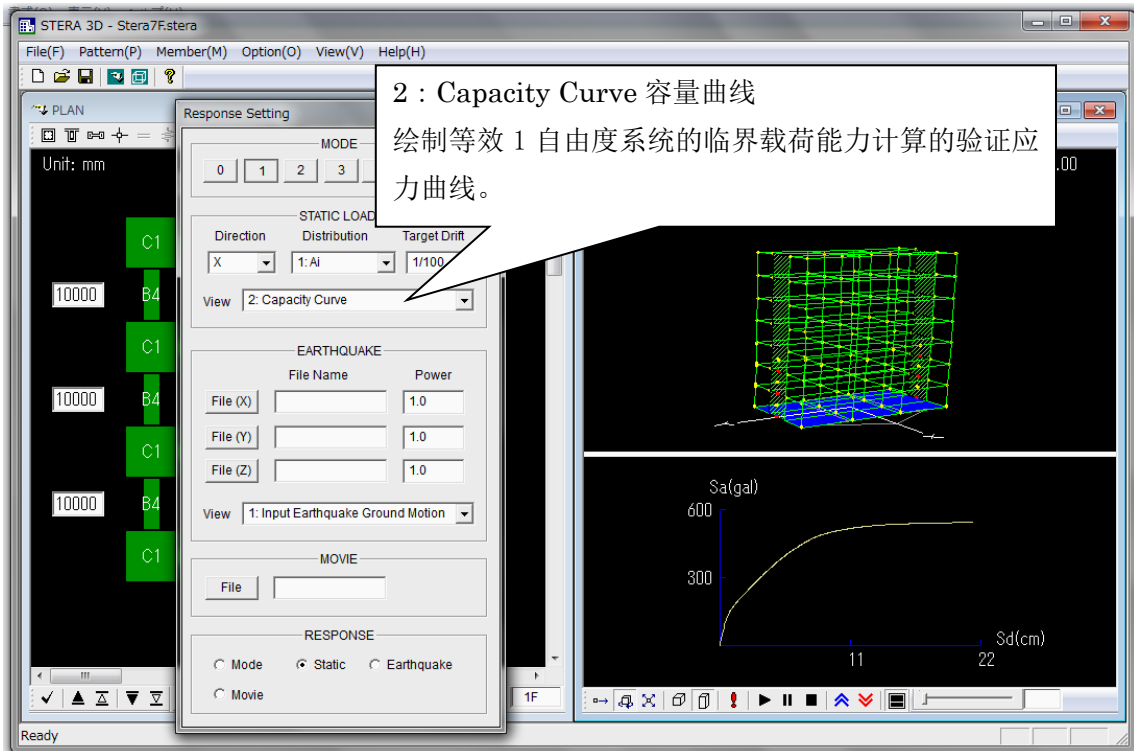 STERA 3D - Stera7F.stera
File(F) Pattern(P) Member(M) Option(O) View(V) Help(H)
2：Capacity Curve 容量曲线
绘制等效 1 自由度系统的临界载荷能力计算的验证应
力曲线。
PLAN
Unit: mm
C1
10000 B4
C1
10000 B4
C1
10000 B4
C1
1F
Response Setting
MODE
0 1 2 3
STATIC LOAD
Direction Distribution Target Drift
X 1: Ai 1/100
View 2: Capacity Curve
EARTHQUAKE
File Name Power
File (X) 1.0
File (Y) 1.0
File (Z) 1.0
View 1: Input Earthquake Ground Motion
MOVIE
File
RESPONSE
Mode Static Earthquake
Movie
.00
Sa(gal)
600
300
Sd(cm)
11 22
Ready